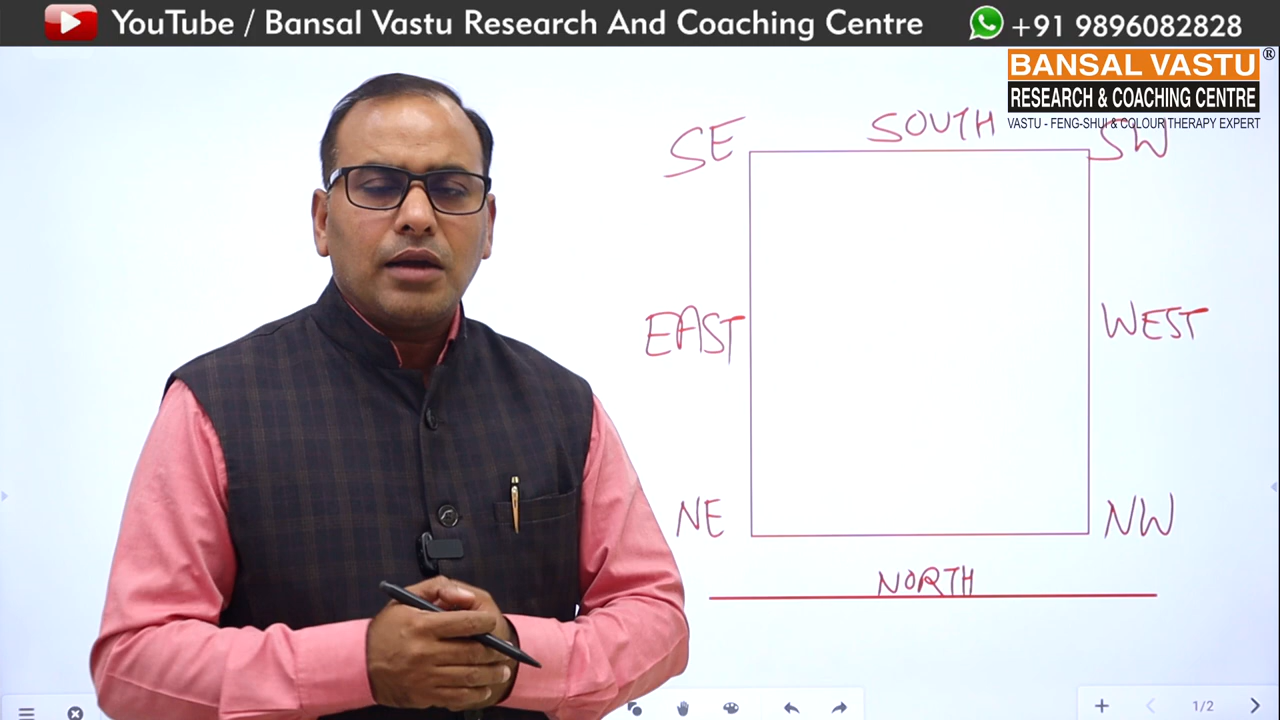 YouTube / Bansal Vastu Research And Coaching Centre
+91 9896082828
BANSAL VASTU ®
RESEARCH & COACHING CENTRE
VASTU - FENG-SHUI & COLOUR THERAPY EXPERT
SE SOUTH SW
EAST WEST
NE NW
NORTH
1/2